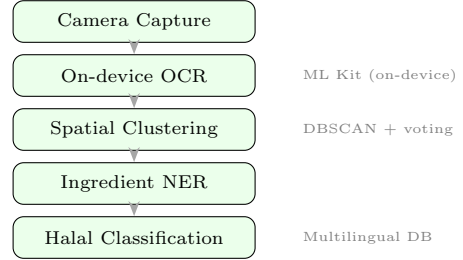 Camera Capture
On-device OCR
ML Kit (on-device)
Spatial Clustering
DBSCAN + voting
Ingredient NER
Halal Classification
Multilingual DB